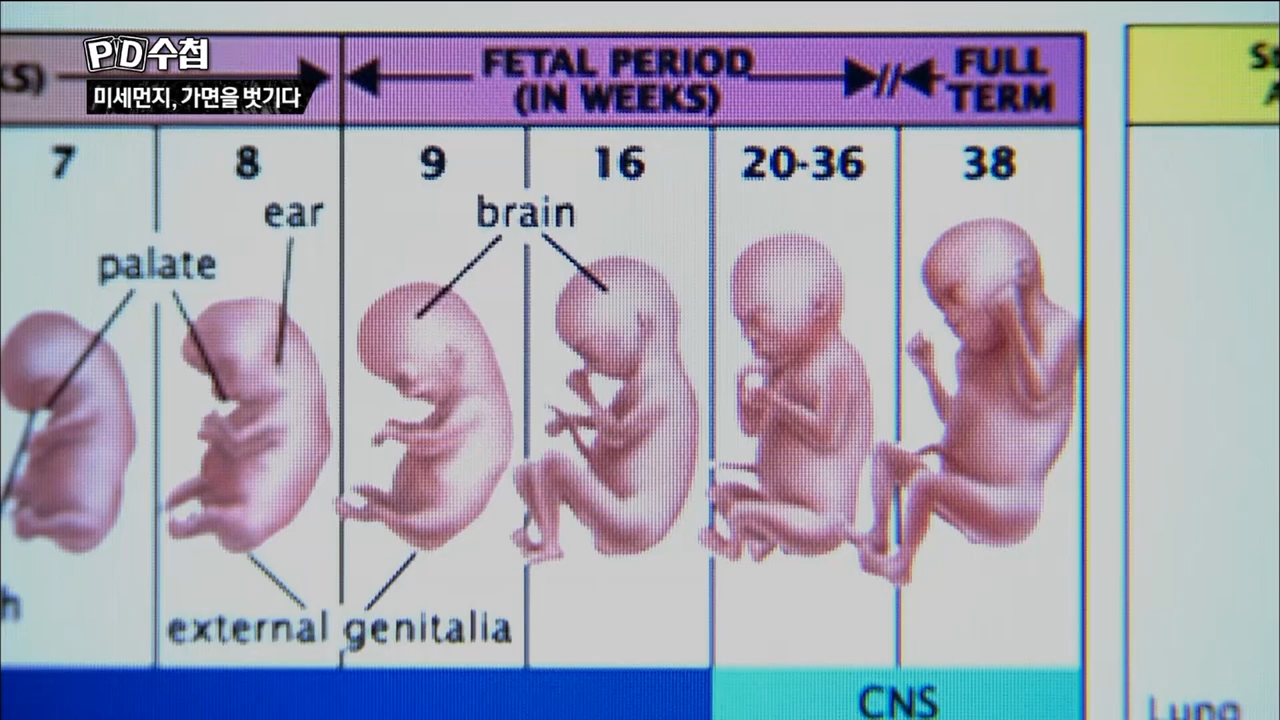 PD수첩
미세먼지, 가면을 벗기다
FETAL PERIOD
(IN WEEKS)
FULL
TERM
7
8
9
16
20-36
38
ear
brain
palate
external genitalia
CNS
Lung